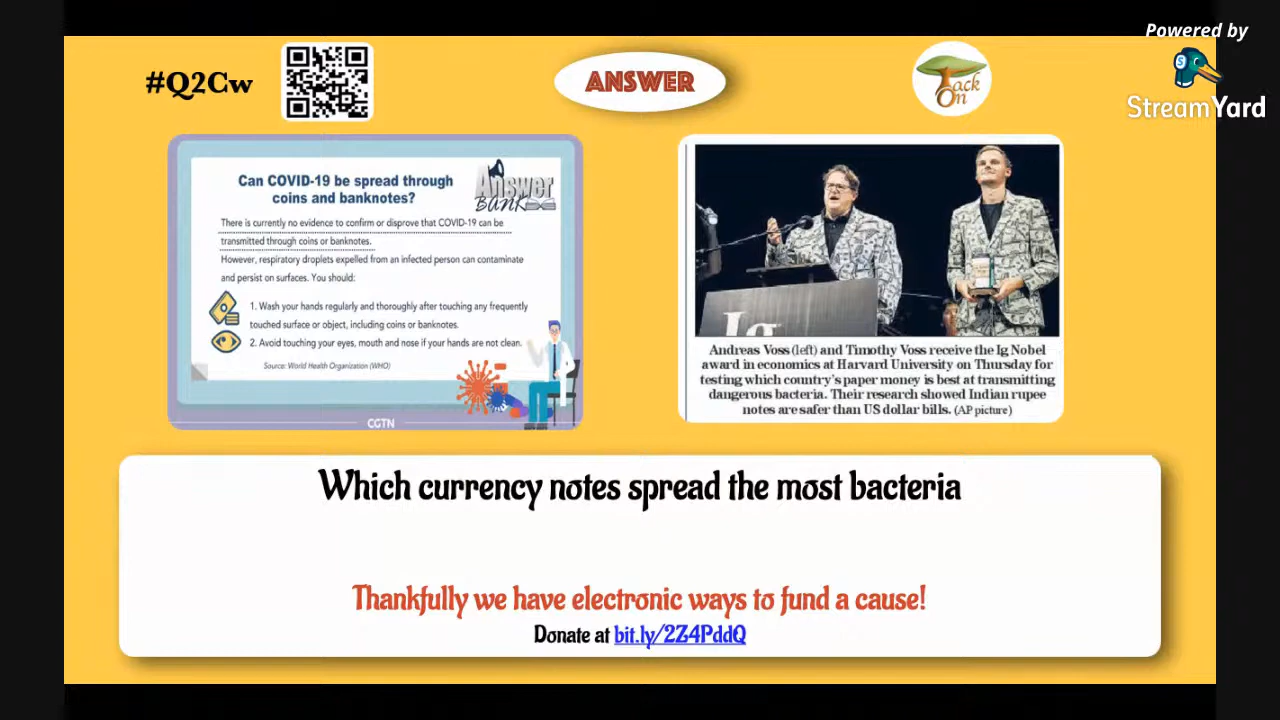 Powered by
StreamYard
#Q2Cw
ANSWER
Tack
On
Can COVID-19 be spread through
coins and banknotes?
Answer
BANK
There is currently no evidence to confirm or disprove that COVID-19 can be
transmitted through coins or banknotes.
However, respiratory droplets expelled from an infected person can contaminate
and persist on surfaces. You should:
1. Wash your hands regularly and thoroughly after touching any frequently
touched surface or object, including coins or banknotes.
2. Avoid touching your eyes, mouth and nose if your hands are not clean.
Source: World Health Organization (WHO)
CGTN
Ig
Andreas Voss (left) and Timothy Voss receive the Ig Nobel
award in economics at Harvard University on Thursday for
testing which country's paper money is best at transmitting
dangerous bacteria. Their research showed Indian rupee
notes are safer than US dollar bills. (AP picture)
Which currency notes spread the most bacteria
Thankfully we have electronic ways to fund a cause!
Donate at bit.ly/2Z4PddQ